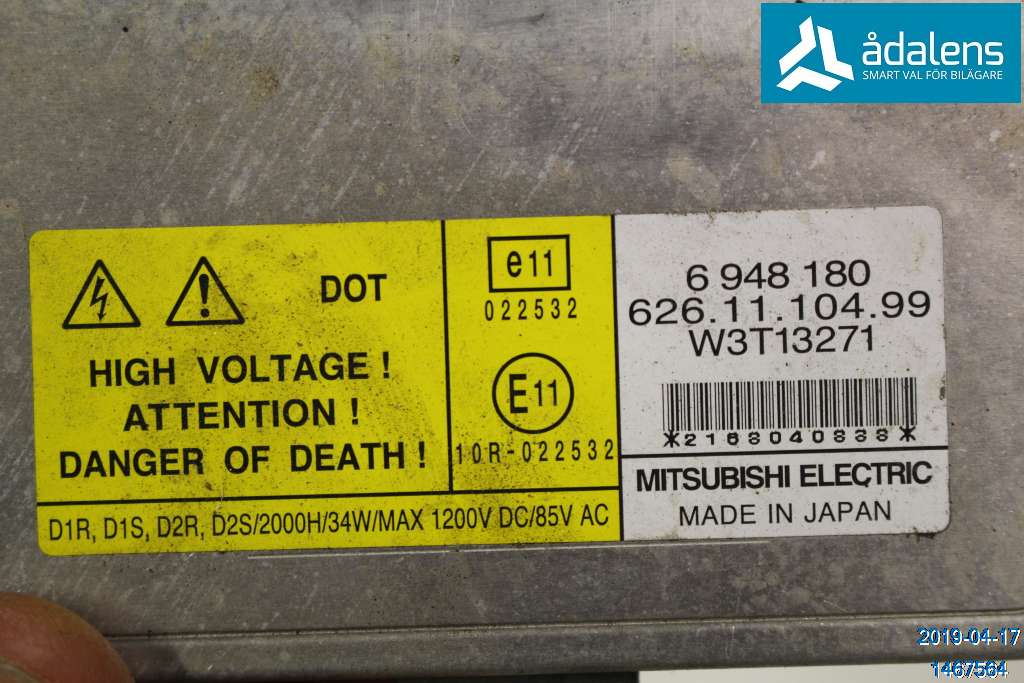 ådalens
SMART VAL FÖR BILÄGARE
DOT
HIGH VOLTAGE !
ATTENTION !
DANGER OF DEATH !
e11
022532
E11
10R-022532
D1R, D1S, D2R, D2S/2000H/34W/MAX 1200V DC/85V AC
6 948 180
626.11.104.99
W3T13271
*2163040838*
MITSUBISHI ELECTRIC
MADE IN JAPAN
2019-04-17
1467564